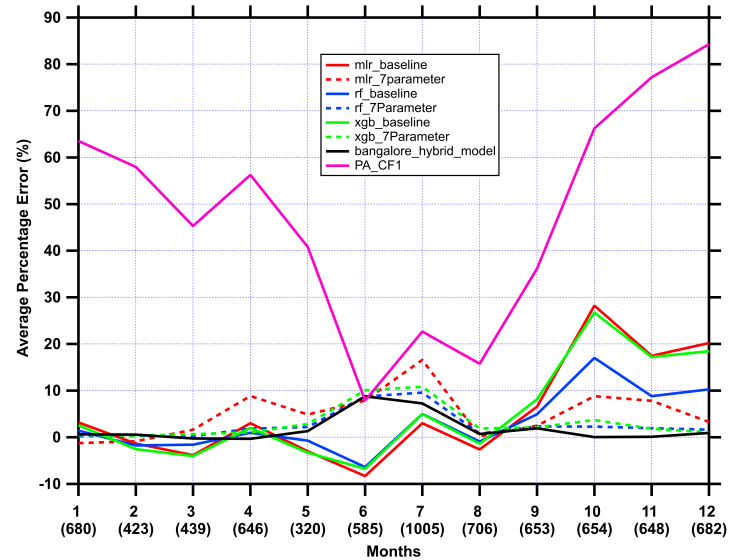 Average Percentage Error (%)
90
80
70
60
50
40
30
20
10
0
-10
mlr_baseline
mlr_7parameter
rf_baseline
rf_7Parameter
xgb_baseline
xgb_7Parameter
bangalore_hybrid_model
PA_CF1
1 2 3 4 5 6 7 8 9 10 11 12
(680) (423) (439) (646) (320) (585) (1005) (706) (653) (654) (648) (682)
Months